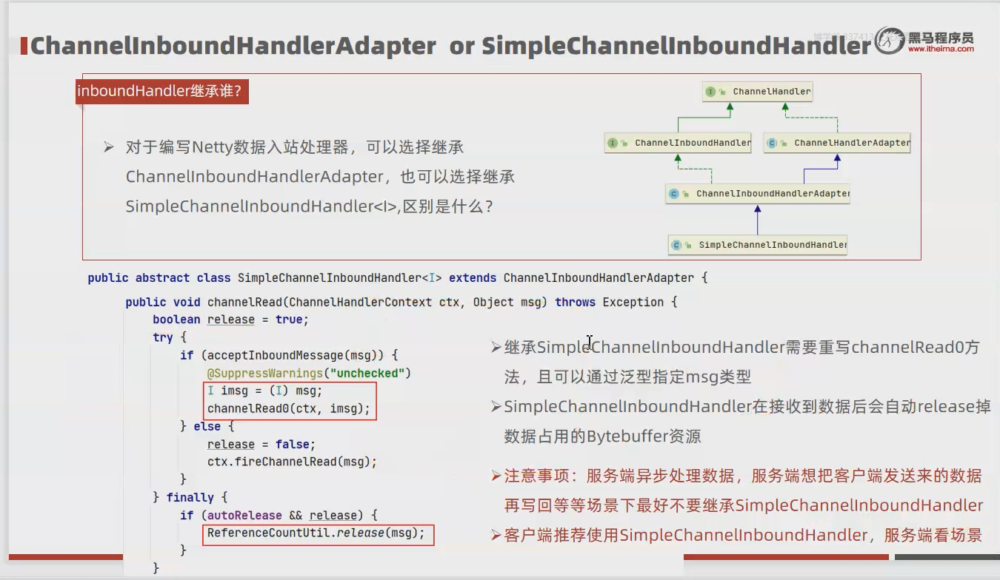 ChannelInboundHandlerAdapter or SimpleChannelInboundHandler
黑马程序员
www.itheima.com
inboundHandler继承谁？
对于编写Netty数据入站处理器，可以选择继承
ChannelInboundHandlerAdapter，也可以选择继承
SimpleChannelInboundHandler<I>,区别是什么？
I ChannelHandler
I ChannelInboundHandler
C ChannelHandlerAdapter
C ChannelInboundHandlerAdapter
C SimpleChannelInboundHandler
public abstract class SimpleChannelInboundHandler<I> extends ChannelInboundHandlerAdapter {
public void channelRead(ChannelHandlerContext ctx, Object msg) throws Exception {
boolean release = true;
try {
if (acceptInboundMessage(msg)) {
@SuppressWarnings("unchecked")
I imsg = (I) msg;
channelRead0(ctx, imsg);
} else {
release = false;
ctx.fireChannelRead(msg);
}
} finally {
if (autoRelease && release) {
ReferenceCountUtil.release(msg);
}
}
继承SimpleChannelInboundHandler需要重写channelRead0方
法，且可以通过泛型指定msg类型
SimpleChannelInboundHandler在接收到数据后会自动release掉
数据占用的Bytebuffer资源
注意事项：服务端异步处理数据，服务端想把客户端发送来的数据
再写回等等场景下最好不要继承SimpleChannelInboundHandler
客户端推荐使用SimpleChannelInboundHandler，服务端看场景